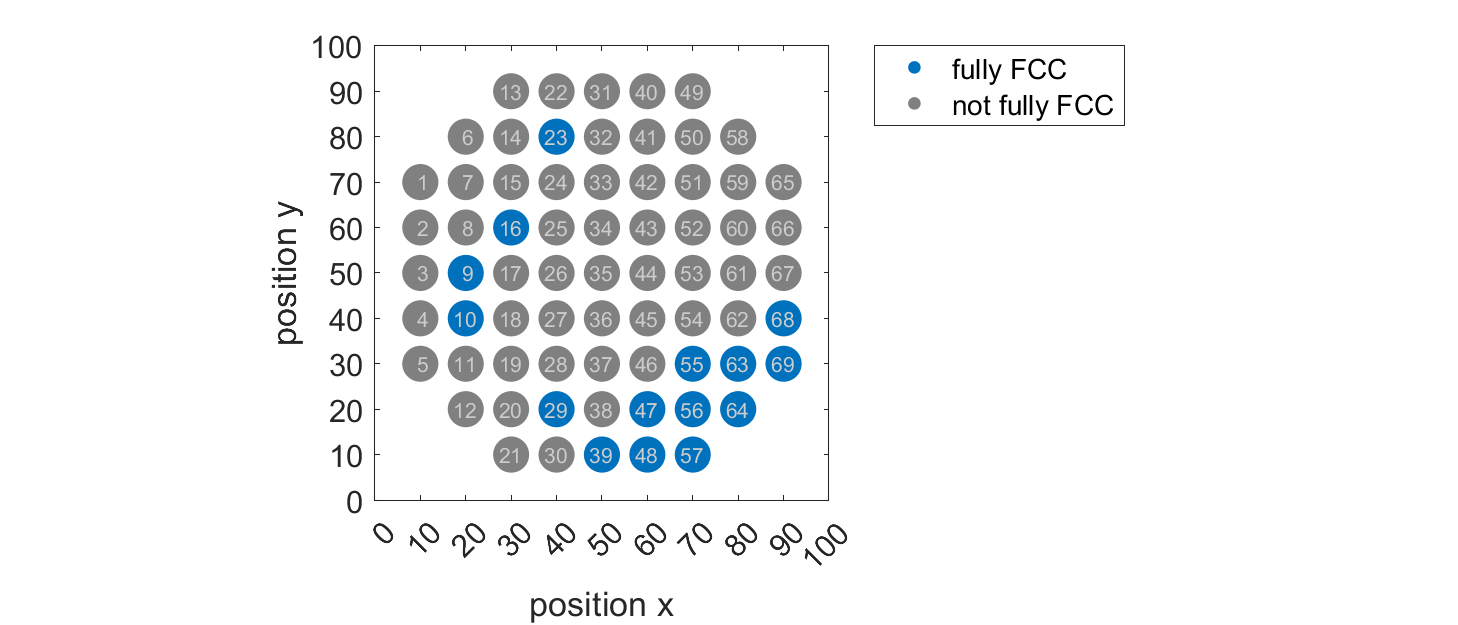 100
90
80
70
60
50
40
30
20
10
0
position y
13 22 31 40 49
6 14 23 32 41 50 58
1 7 15 24 33 42 51 59 65
2 8 16 25 34 43 52 60 66
3 9 17 26 35 44 53 61 67
4 10 18 27 36 45 54 62 68
5 11 19 28 37 46 55 63 69
12 20 29 38 47 56 64
21 30 39 48 57
0 10 20 30 40 50 60 70 80 90 100
position x
fully FCC
not fully FCC